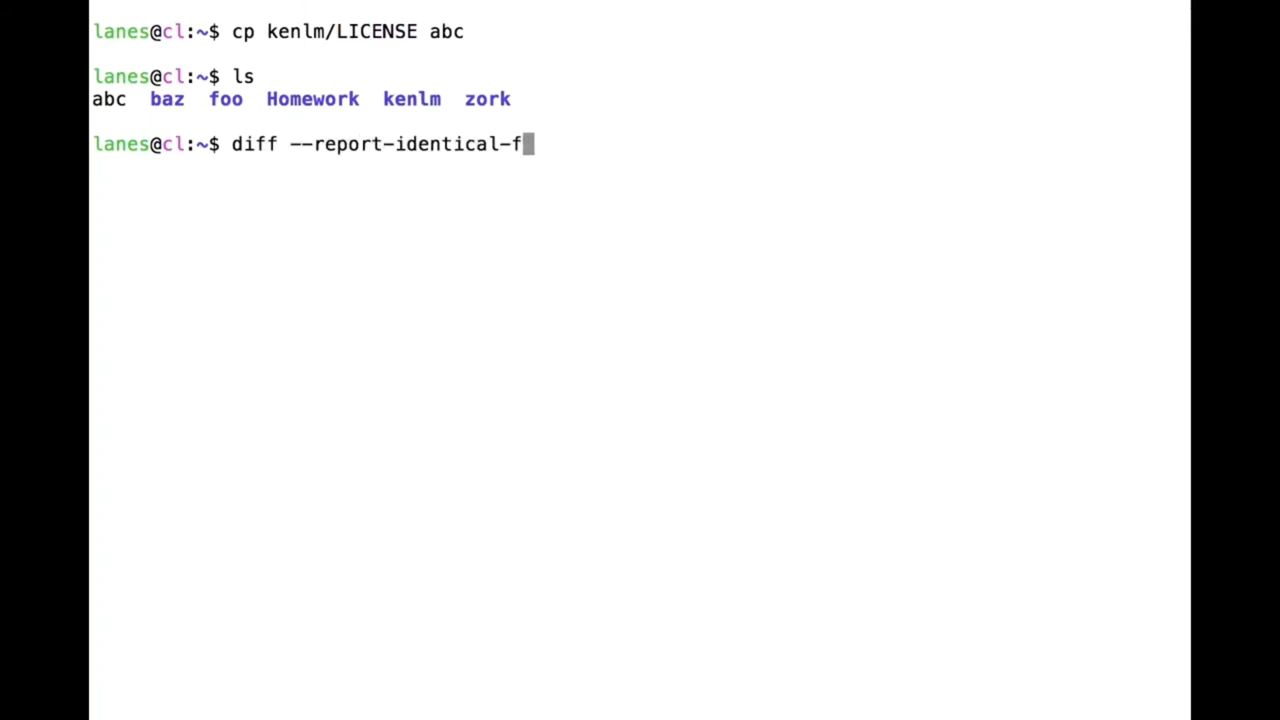 lanes@cl:~$ cp kenlm/LICENSE abc
lanes@cl:~$ ls
abc  baz  foo  Homework  kenlm  zork
lanes@cl:~$ diff --report-identical-f